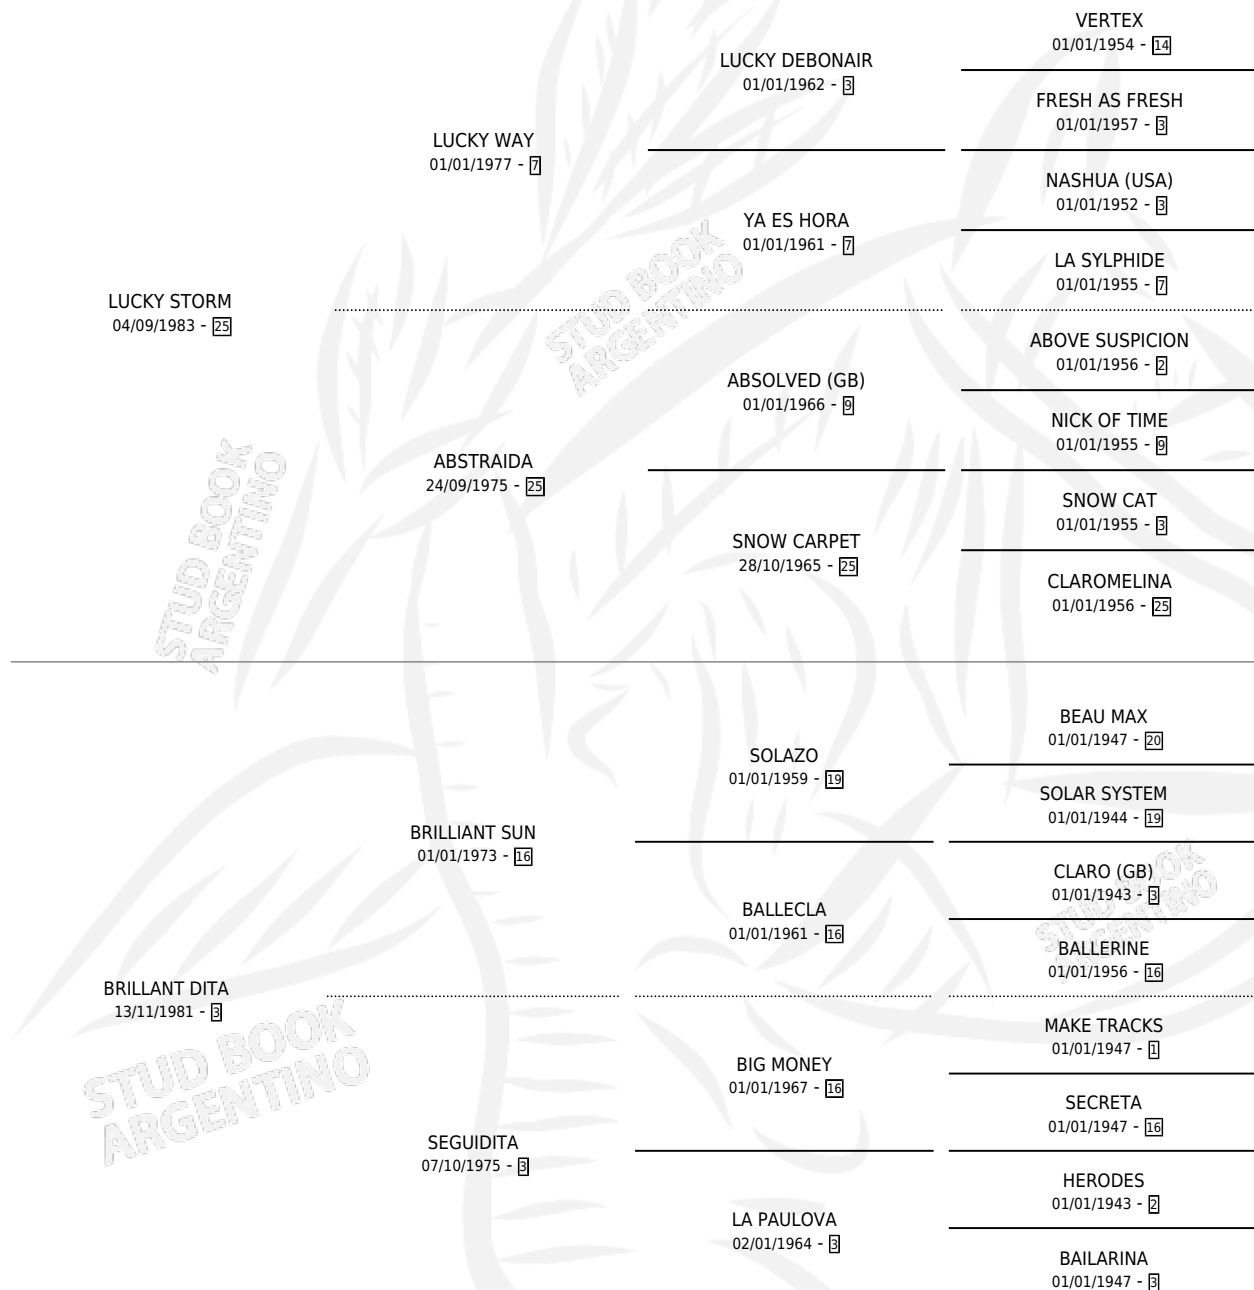 VERTEX
01/01/1954 - 14
LUCKY DEBONAIR
01/01/1962 - 3
FRESH AS FRESH
01/01/1957 - 3
LUCKY WAY
01/01/1977 - 7
NASHUA (USA)
01/01/1952 - 3
YA ES HORA
01/01/1961 - 7
LA SYLPHIDE
01/01/1955 - 7
LUCKY STORM
04/09/1983 - 25
STUD BOOK
ARGENTINO
ABOVE SUSPICION
01/01/1956 - 2
ABSOLVED (GB)
01/01/1966 - 9
NICK OF TIME
01/01/1955 - 9
ABSTRAIDA
24/09/1975 - 25
SNOW CAT
01/01/1955 - 3
SNOW CARPET
28/10/1965 - 25
CLAROMELINA
01/01/1956 - 25
STUD BOOK
ARGENTINO
BEAU MAX
01/01/1947 - 20
SOLAZO
01/01/1959 - 19
SOLAR SYSTEM
01/01/1944 - 19
BRILLIANT SUN
01/01/1973 - 16
CLARO (GB)
01/01/1943 - 3
BALLECLA
01/01/1961 - 16
BALLERINE
01/01/1956 - 16
STUD BOOK
ARGENTINO
BRILLANT DITA
13/11/1981 - 3
STUD BOOK
ARGENTINO
MAKE TRACKS
01/01/1947 - 1
BIG MONEY
01/01/1967 - 16
SECRETA
01/01/1947 - 16
SEGUIDITA
07/10/1975 - 3
HERODES
01/01/1943 - 2
LA PAULOVA
02/01/1964 - 3
BAILARINA
01/01/1947 - 3